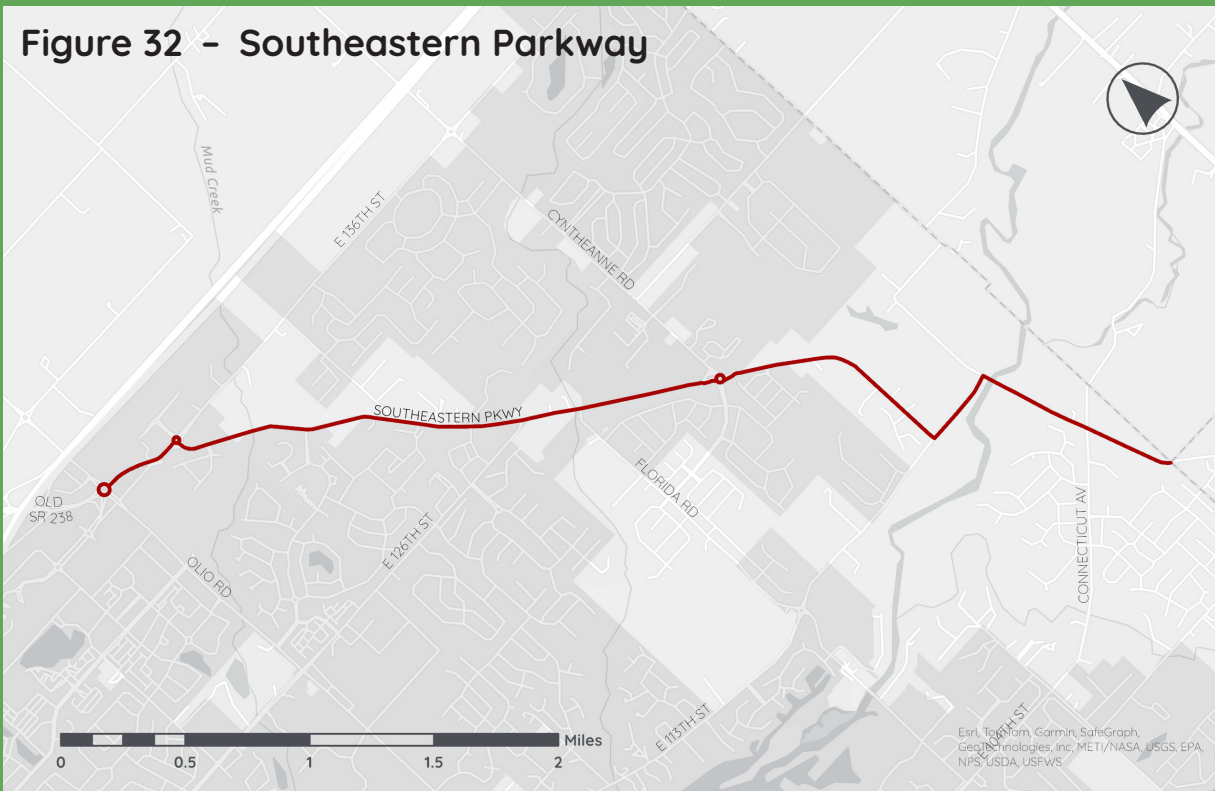 Figure 32 – Southeastern Parkway
Mud Creek
E 136TH ST
CYNTHEANNE RD
SOUTHEASTERN PKWY
OLD
SR 238
FLORIDA RD
E 126TH ST
OLIO RD
CONNECTICUT AV
E 113TH ST
E 104TH ST
Miles
0 0.5 1 1.5 2
Esri, TomTom, Garmin, SafeGraph,
GeoTechnologies, Inc, METI/NASA, USGS, EPA,
NPS, USDA, USFWS